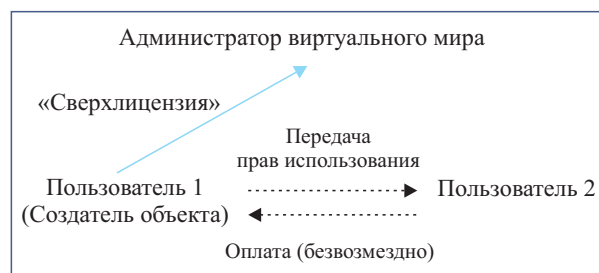 Администратор виртуального мира
«Сверхлицензия»
Передача
прав использования
Пользователь 1
(Создатель объекта)
Пользователь 2
Оплата (безвозмездно)